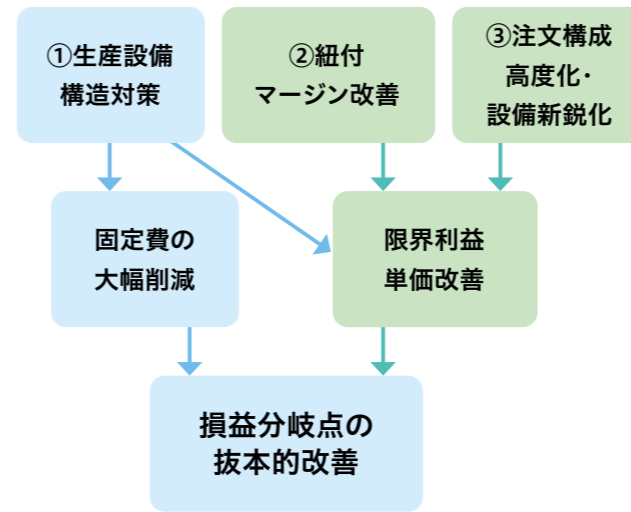 ①生産設備
構造対策
②紐付
マージン改善
③注文構成
高度化・
設備新鋭化
固定費の
大幅削減
限界利益
単価改善
損益分岐点の
抜本的改善